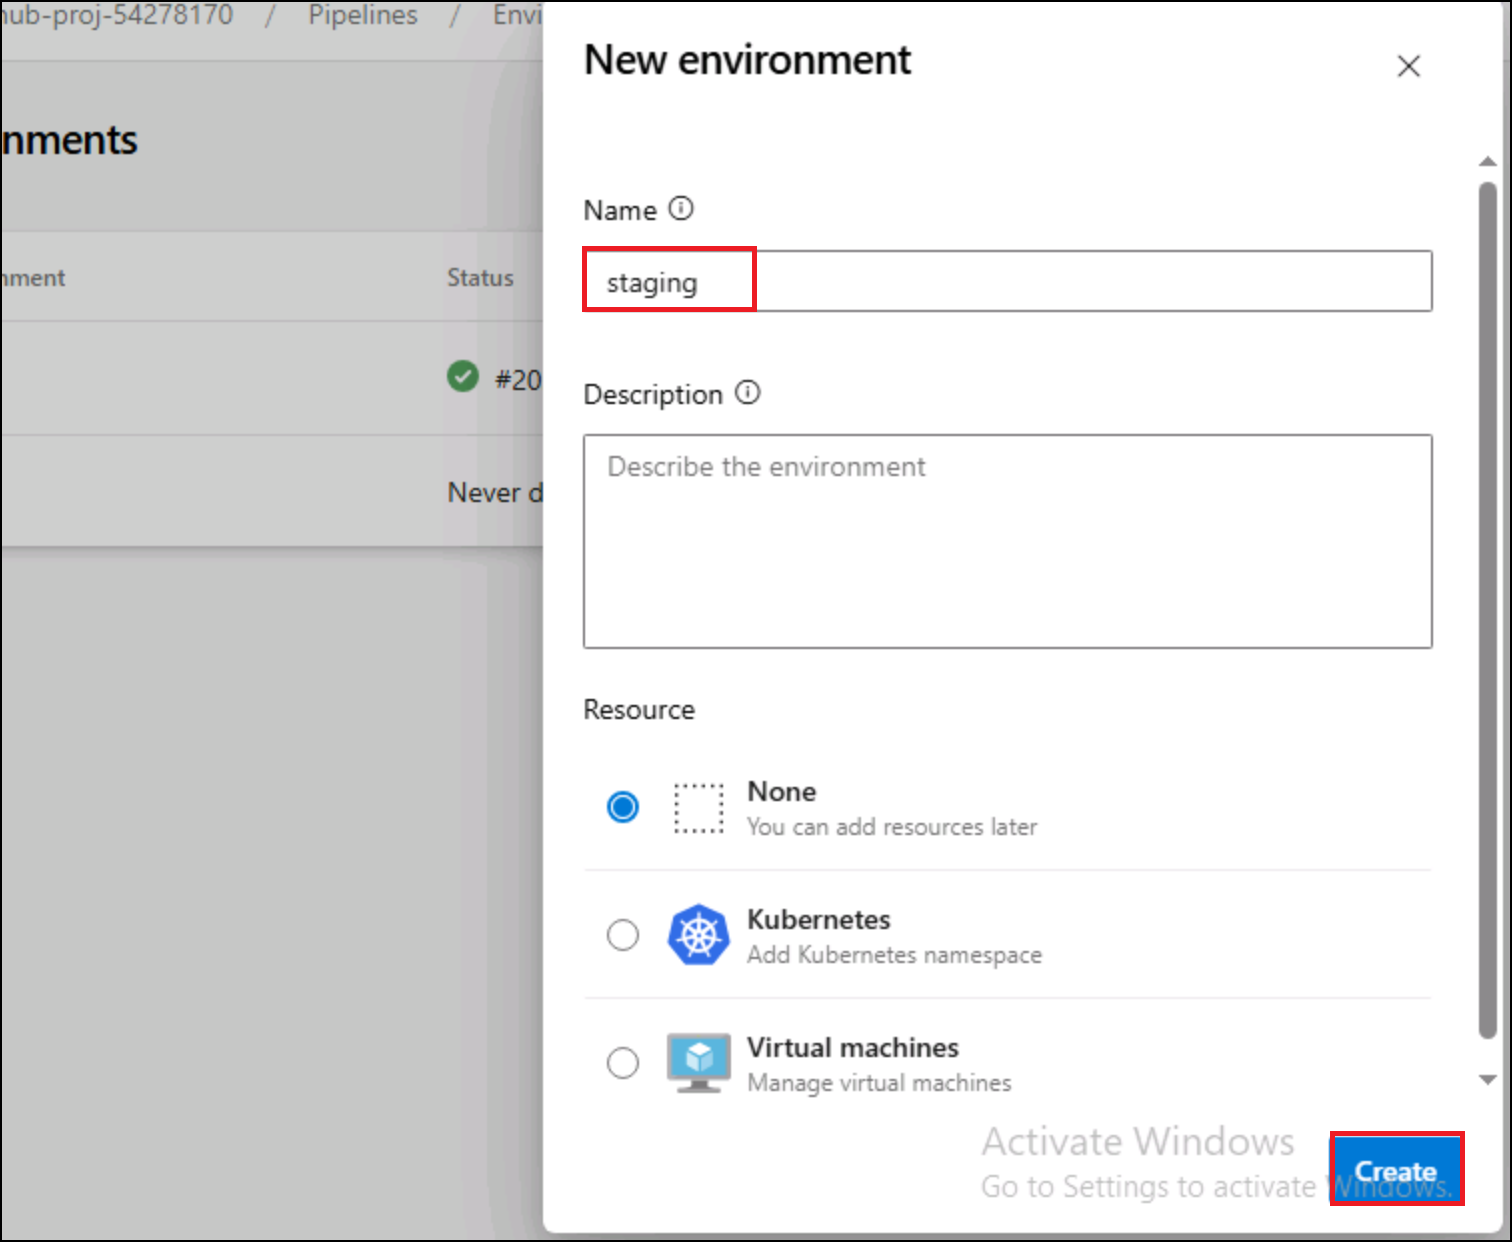 hub-proj-54278170 / Pipelines / Envi
nments
nment Status
#20
Never d
New environment
Name
staging
Description
Describe the environment
Resource
None
You can add resources later
Kubernetes
Add Kubernetes namespace
Virtual machines
Manage virtual machines
Activate Windows
Go to Settings to activate Windows.
Create